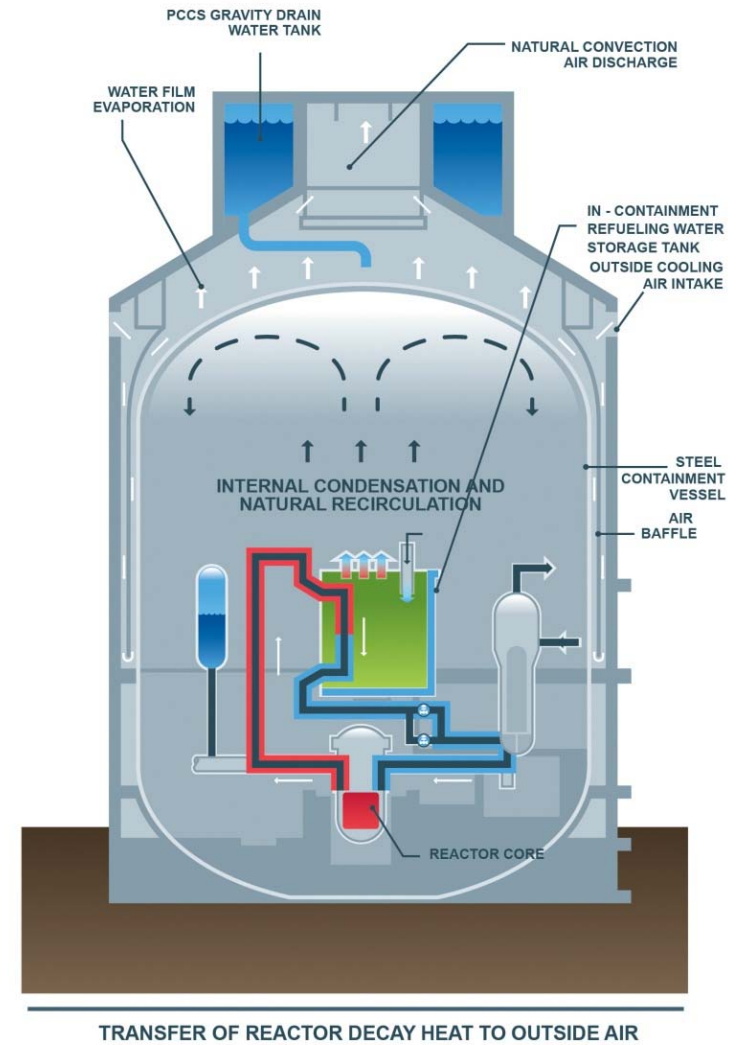 PCCS GRAVITY DRAIN
WATER TANK
NATURAL CONVECTION
AIR DISCHARGE
WATER FILM
EVAPORATION
IN - CONTAINMENT
REFUELING WATER
STORAGE TANK
OUTSIDE COOLING
AIR INTAKE
STEEL
CONTAINMENT
VESSEL
INTERNAL CONDENSATION AND
NATURAL RECIRCULATION
AIR
BAFFLE
REACTOR CORE
TRANSFER OF REACTOR DECAY HEAT TO OUTSIDE AIR